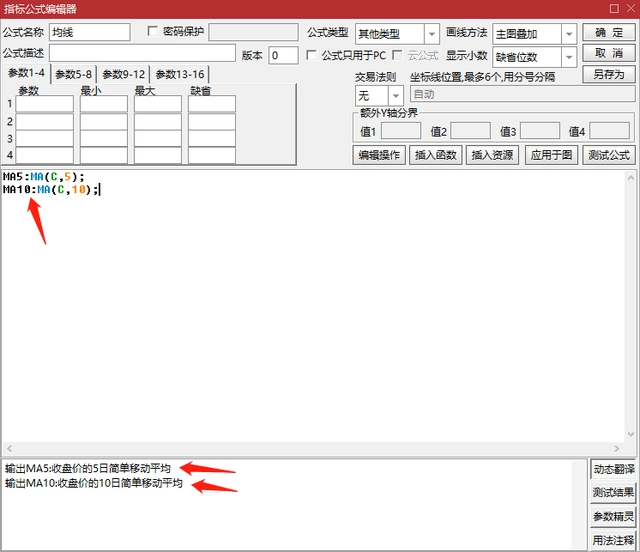 指标公式编辑器
公式名称 均线 密码保护 公式类型 其他类型 画线方法 主图叠加 确 定
公式描述 版本 0 公式只用于PC 云公式 显示小数 缺省位数 取 消
参数1-4 参数5-8 参数9-12 参数13-16 交易法则 坐标线位置,最多6个,用分号分隔 另存为
参数 最小 最大 缺省 无 自动
1
2
3
4
额外Y轴分界
值1 值2 值3 值4
编辑操作 插入函数 插入资源 应用于图 测试公式
MA5:MA(C,5);
MA10:MA(C,10);
输出MA5:收盘价的5日简单移动平均
输出MA10:收盘价的10日简单移动平均
动态翻译
测试结果
参数精灵
用法注释